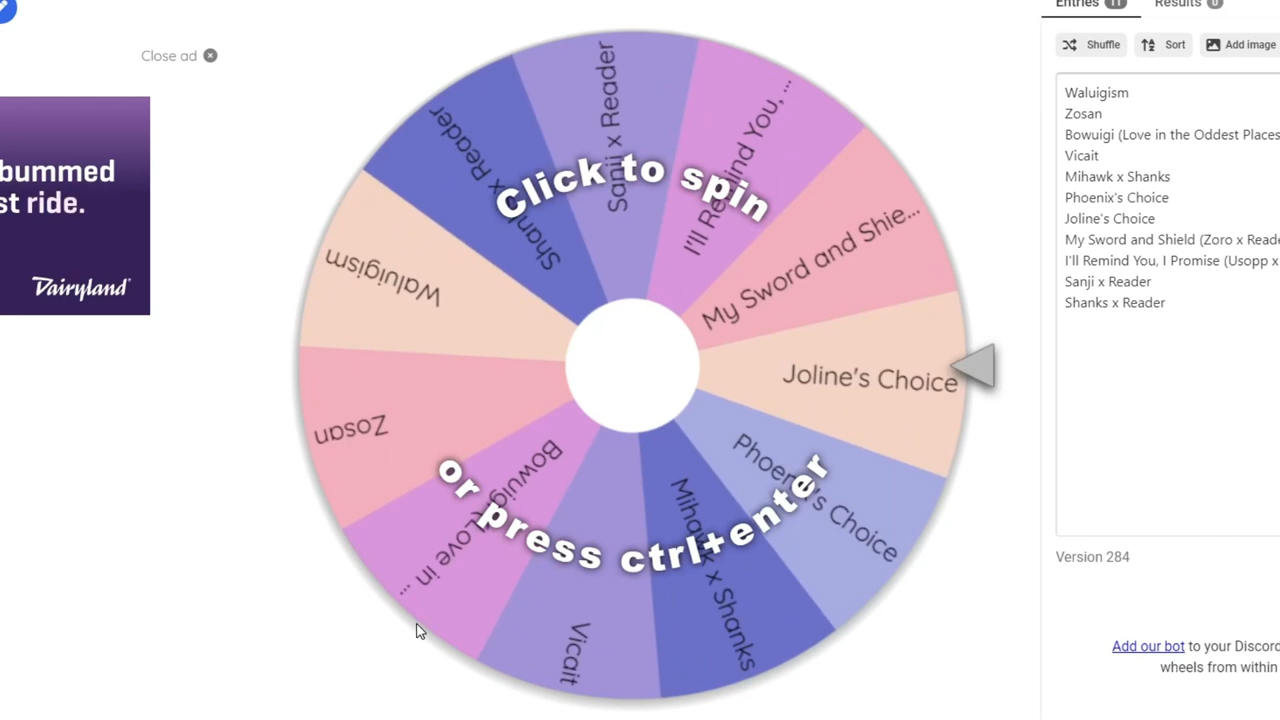 Entries 11 Results 0
Close ad
Shuffle
Sort
Add image
bummed
st ride.
Dairyland
Click to spin
or press ctrl+enter
Sanji x Reader
I'll Remind You, ...
My Sword and Shie...
Joline's Choice
Phoenix's Choice
Mihawk x Shanks
Vicait
Bowuigi (Love in ...
Zosan
Waluigism
Shanks x Reader
Waluigism
Zosan
Bowuigi (Love in the Oddest Places
Vicait
Mihawk x Shanks
Phoenix's Choice
Joline's Choice
My Sword and Shield (Zoro x Reade
I'll Remind You, I Promise (Usopp x
Sanji x Reader
Shanks x Reader
Version 284
Add our bot to your Discord
wheels from within